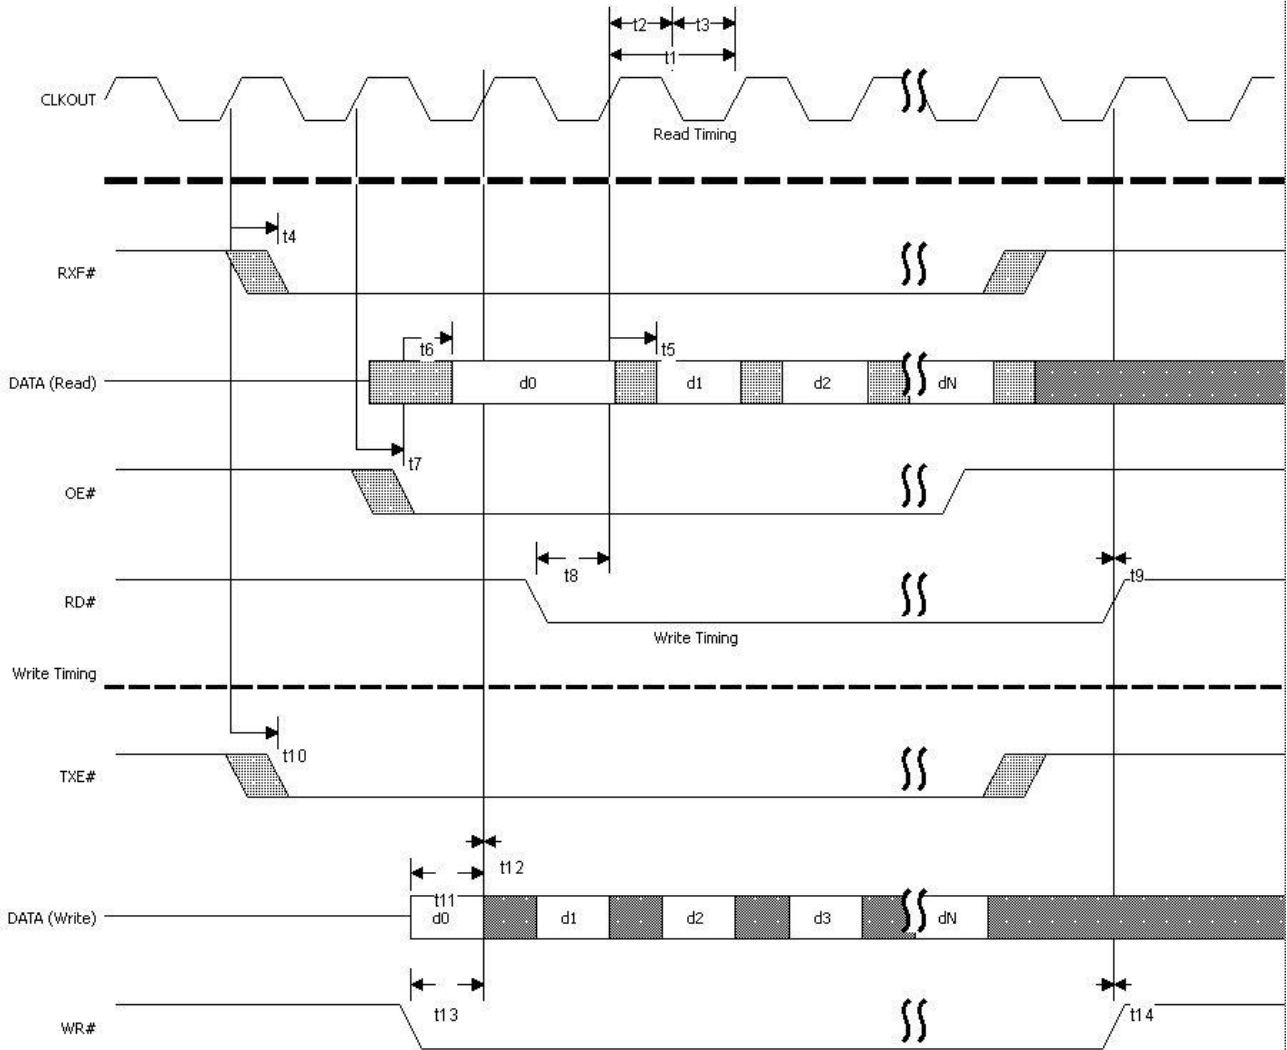 t2 t3
t1
CLKOUT
Read Timing
t4
RXF#
t6 t5
DATA (Read) d0 d1 d2 dN
t7
OE#
t8 t9
RD#
Write Timing
Write Timing
t10
TXE#
t12
t11
DATA (Write) d0 d1 d2 d3 dN
t13 t14
WR#